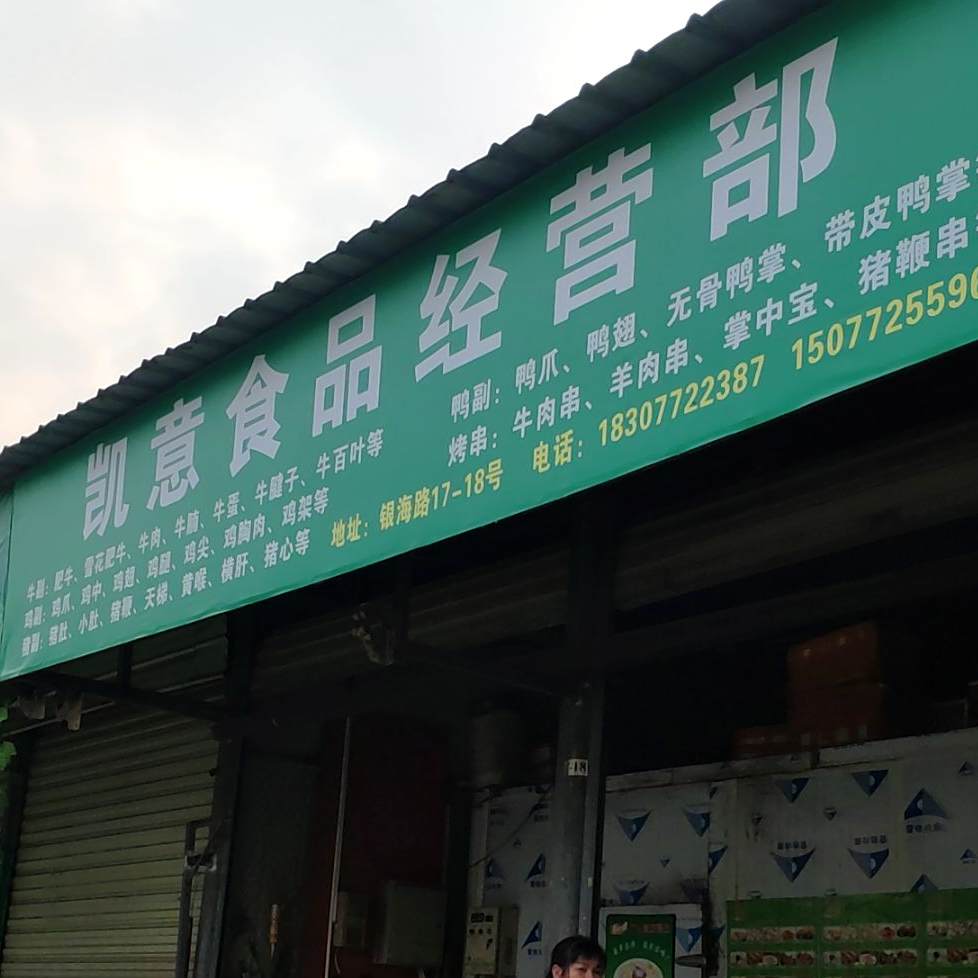 凯意食品经营部
牛副：肥牛、雪花肥牛、牛肉、牛腩、牛蛋、牛腱子、牛百叶等
鸡副：鸡爪、鸡中、鸡翅、鸡腿、鸡尖、鸡胸肉、鸡架等
猪副：猪肚、小肚、猪鞭、天梯、黄喉、横肝、猪心等
鸭副：鸭爪、鸭翅、无骨鸭掌、带皮鸭掌
烤串：牛肉串、羊肉串、掌中宝、猪鞭串
地址：银海路17-18号 电话：18307722387 1507725596
-18